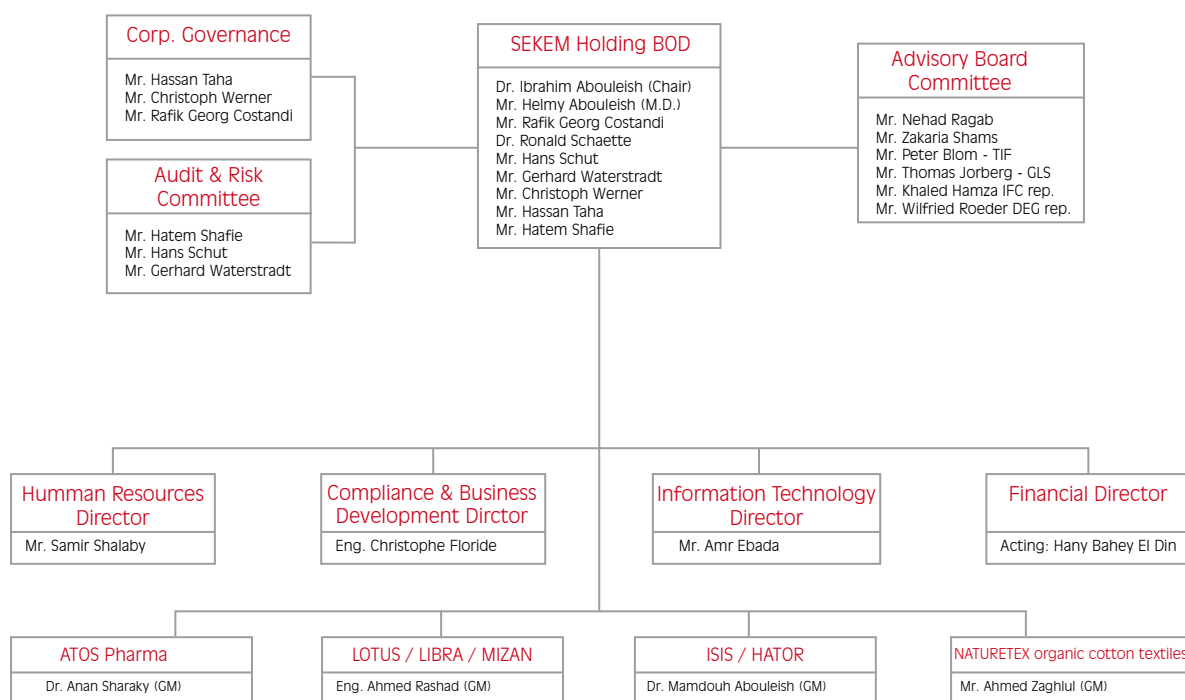 Corp. Governance
Mr. Hassan Taha
Mr. Christoph Werner
Mr. Rafik Georg Costandi
Audit & Risk
Committee
Mr. Hatem Shafie
Mr. Hans Schut
Mr. Gerhard Waterstradt
SEKEM Holding BOD
Dr. Ibrahim Abouleish (Chair)
Mr. Helmy Abouleish (M.D.)
Mr. Rafik Georg Costandi
Dr. Ronald Schaette
Mr. Hans Schut
Mr. Gerhard Waterstradt
Mr. Christoph Werner
Mr. Hassan Taha
Mr. Hatem Shafie
Advisory Board
Committee
Mr. Nehad Ragab
Mr. Zakaria Shams
Mr. Peter Blom - TIF
Mr. Thomas Jorberg - GLS
Mr. Khaled Hamza IFC rep.
Mr. Wilfried Roeder DEG rep.
Humman Resources
Director
Mr. Samir Shalaby
Compliance & Business
Development Dirctor
Eng. Christophe Floride
Information Technology
Director
Mr. Amr Ebada
Financial Director
Acting: Hany Bahey El Din
ATOS Pharma
Dr. Anan Sharaky (GM)
LOTUS / LIBRA / MIZAN
Eng. Ahmed Rashad (GM)
ISIS / HATOR
Dr. Mamdouh Abouleish (GM)
NATURETEX organic cotton textiles
Mr. Ahmed Zaghlul (GM)